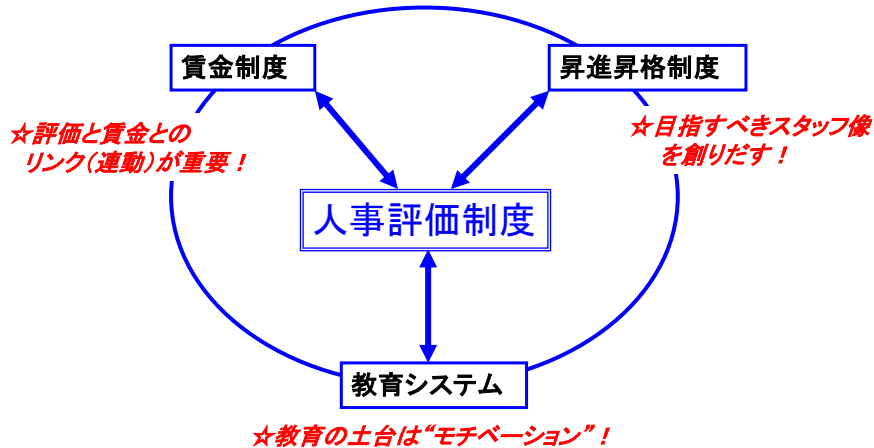 賃金制度
昇進昇格制度
☆評価と賃金との
リンク（連動）が重要！
☆目指すべきスタッフ像
を創りだす！
人事評価制度
教育システム
☆教育の土台は“モチベーション”！